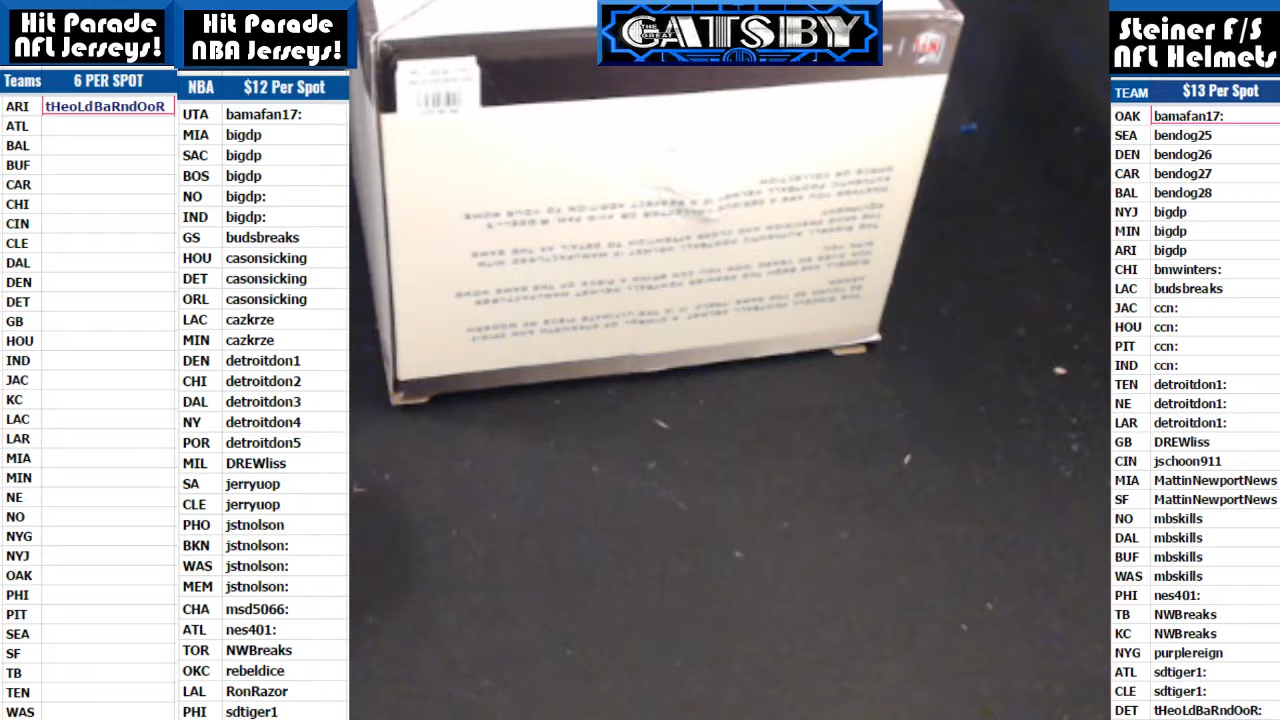 Hit Parade
NFL Jerseys!
Teams 6 PER SPOT
ARI tHeoLdBaRndOoR
ATL
BAL
BUF
CAR
CHI
CIN
CLE
DAL
DEN
DET
GB
HOU
IND
JAC
KC
LAC
LAR
MIA
MIN
NE
NO
NYG
NYJ
OAK
PHI
PIT
SEA
SF
TB
TEN
WAS
Hit Parade
NBA Jerseys!
NBA $12 Per Spot
UTA bamafan17:
MIA bigdp
SAC bigdp
BOS bigdp
NO bigdp:
IND bigdp:
GS budsbreaks
HOU casonsicking
DET casonsicking
ORL casonsicking
LAC cazkrze
MIN cazkrze
DEN detroitdon1
CHI detroitdon2
DAL detroitdon3
NY detroitdon4
POR detroitdon5
MIL DREWliss
SA jerryuop
CLE jerryuop
PHO jstnolson
BKN jstnolson:
WAS jstnolson:
MEM jstnolson:
CHA msd5066:
ATL nes401:
TOR NWBreaks
OKC rebeldice
LAL RonRazor
PHI sdtiger1
THE GREAT
GATSBY
Steiner F/S
NFL Helmets
TEAM $13 Per Spot
OAK bamafan17:
SEA bendog25
DEN bendog26
CAR bendog27
BAL bendog28
NYJ bigdp
MIN bigdp
ARI bigdp
CHI bmwinters:
LAC budsbreaks
JAC ccn:
HOU ccn:
PIT ccn:
IND ccn:
TEN detroitdon1:
NE detroitdon1:
LAR detroitdon1:
GB DREWliss
CIN jschoon911
MIA MattinNewportNews
SF MattinNewportNews
NO mbskills
DAL mbskills
BUF mbskills
WAS mbskills
PHI nes401:
TB NWBreaks
KC NWBreaks
NYG purplereign
ATL sdtiger1:
CLE sdtiger1:
DET tHeoLdBaRndOoR: